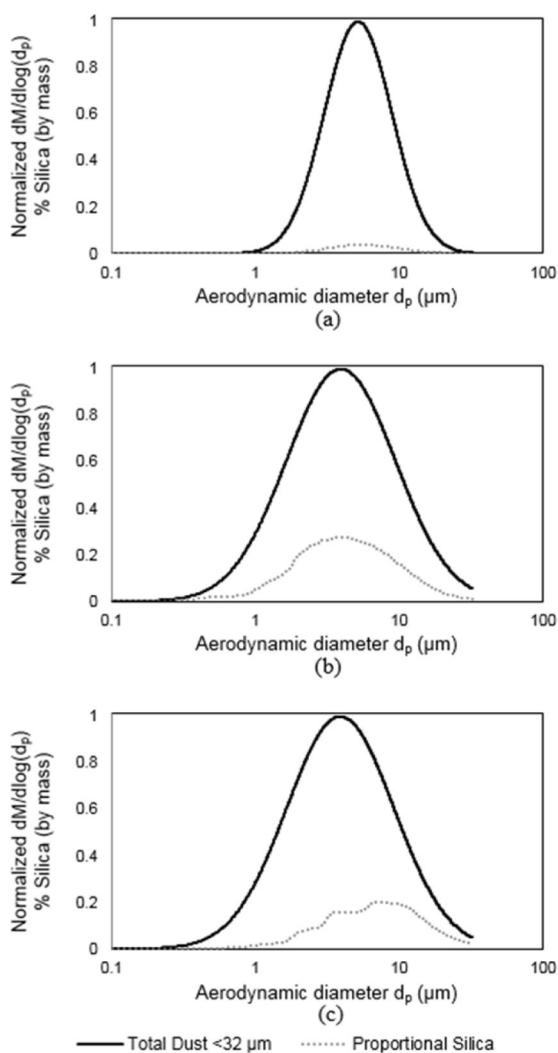 Normalized dM/dlog(dp)
% Silica (by mass)
1
0.8
0.6
0.4
0.2
0
0.1 1 10 100
Aerodynamic diameter dp (µm)
(a)
Normalized dM/dlog(dp)
% Silica (by mass)
1
0.8
0.6
0.4
0.2
0
0.1 1 10 100
Aerodynamic diameter dp (µm)
(b)
Normalized dM/dlog(dp)
% Silica (by mass)
1
0.8
0.6
0.4
0.2
0
0.1 1 10 100
Aerodynamic diameter dp (µm)
(c)
Total Dust <32 µm Proportional Silica